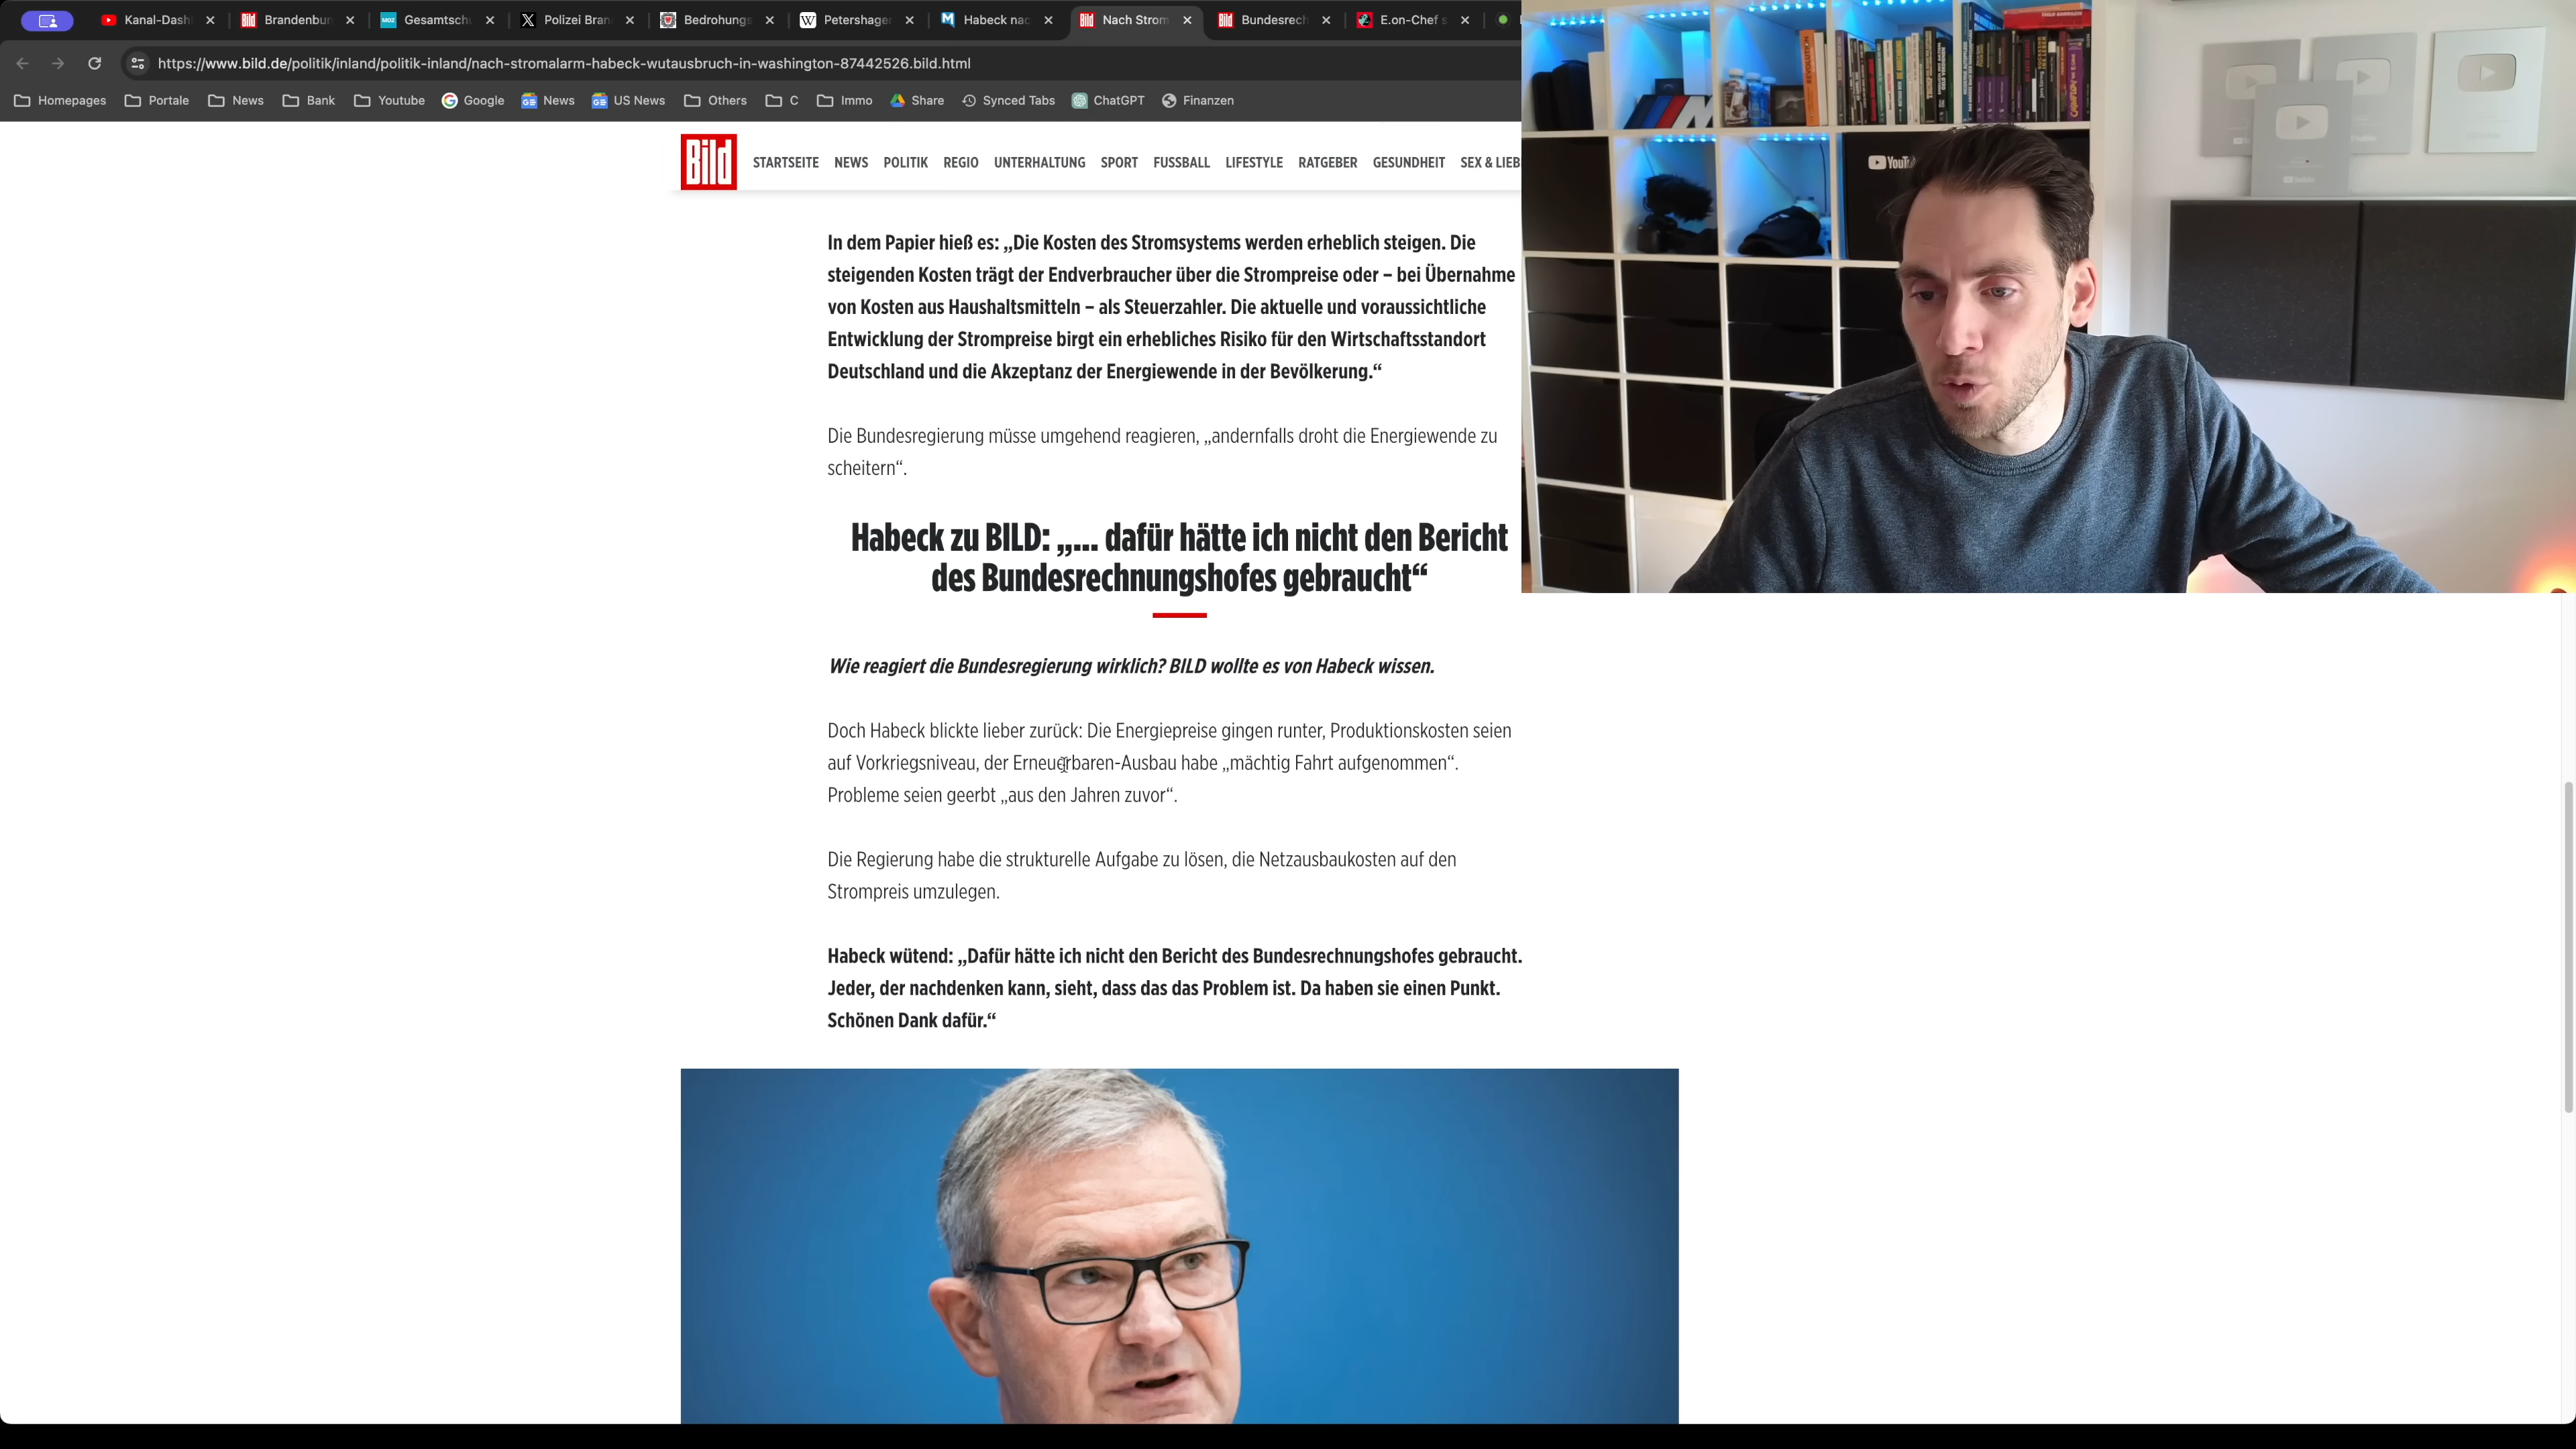 Kanal-Dash
Brandenbur
Gesamtsch
Polizei Bran
Bedrohungs
Petershage
Habeck nac
Nach Strom
Bundesrech
E.on-Chef s
https://www.bild.de/politik/inland/politik-inland/nach-stromalarm-habeck-wutausbruch-in-washington-87442526.bild.html
Homepages Portale News Bank Youtube Google News US News Others C Immo Share Synced Tabs ChatGPT Finanzen
Bild
STARTSEITE NEWS POLITIK REGIO UNTERHALTUNG SPORT FUSSBALL LIFESTYLE RATGEBER GESUNDHEIT SEX & LIEB
In dem Papier hieß es: „Die Kosten des Stromsystems werden erheblich steigen. Die
steigenden Kosten trägt der Endverbraucher über die Strompreise oder – bei Übernahme
von Kosten aus Haushaltsmitteln – als Steuerzahler. Die aktuelle und voraussichtliche
Entwicklung der Strompreise birgt ein erhebliches Risiko für den Wirtschaftsstandort
Deutschland und die Akzeptanz der Energiewende in der Bevölkerung.“
Die Bundesregierung müsse umgehend reagieren, „andernfalls droht die Energiewende zu
scheitern“.
Habeck zu BILD: „... dafür hätte ich nicht den Bericht
des Bundesrechnungshofes gebraucht“
Wie reagiert die Bundesregierung wirklich? BILD wollte es von Habeck wissen.
Doch Habeck blickte lieber zurück: Die Energiepreise gingen runter, Produktionskosten seien
auf Vorkriegsniveau, der Erneuerbaren-Ausbau habe „mächtig Fahrt aufgenommen“.
Probleme seien geerbt „aus den Jahren zuvor“.
Die Regierung habe die strukturelle Aufgabe zu lösen, die Netzausbaukosten auf den
Strompreis umzulegen.
Habeck wütend: „Dafür hätte ich nicht den Bericht des Bundesrechnungshofes gebraucht.
Jeder, der nachdenken kann, sieht, dass das das Problem ist. Da haben sie einen Punkt.
Schönen Dank dafür.“
YouTu